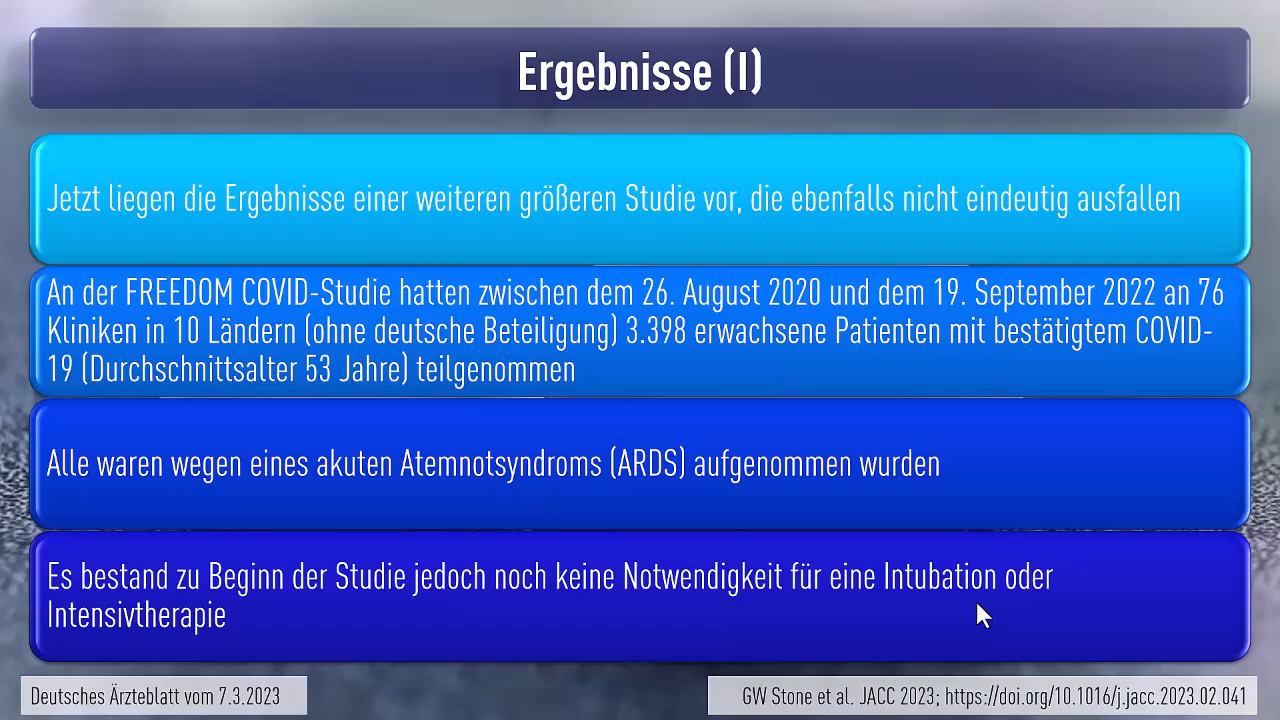 Ergebnisse (I)
Jetzt liegen die Ergebnisse einer weiteren größeren Studie vor, die ebenfalls nicht eindeutig ausfallen
An der FREEDOM COVID-Studie hatten zwischen dem 26. August 2020 und dem 19. September 2022 an 76
Kliniken in 10 Ländern (ohne deutsche Beteiligung) 3.398 erwachsene Patienten mit bestätigtem COVID-
19 (Durchschnittsalter 53 Jahre) teilgenommen
Alle waren wegen eines akuten Atemnotsyndroms (ARDS) aufgenommen wurden
Es bestand zu Beginn der Studie jedoch noch keine Notwendigkeit für eine Intubation oder
Intensivtherapie
Deutsches Ärzteblatt vom 7.3.2023
GW Stone et al. JACC 2023; https://doi.org/10.1016/j.jacc.2023.02.041